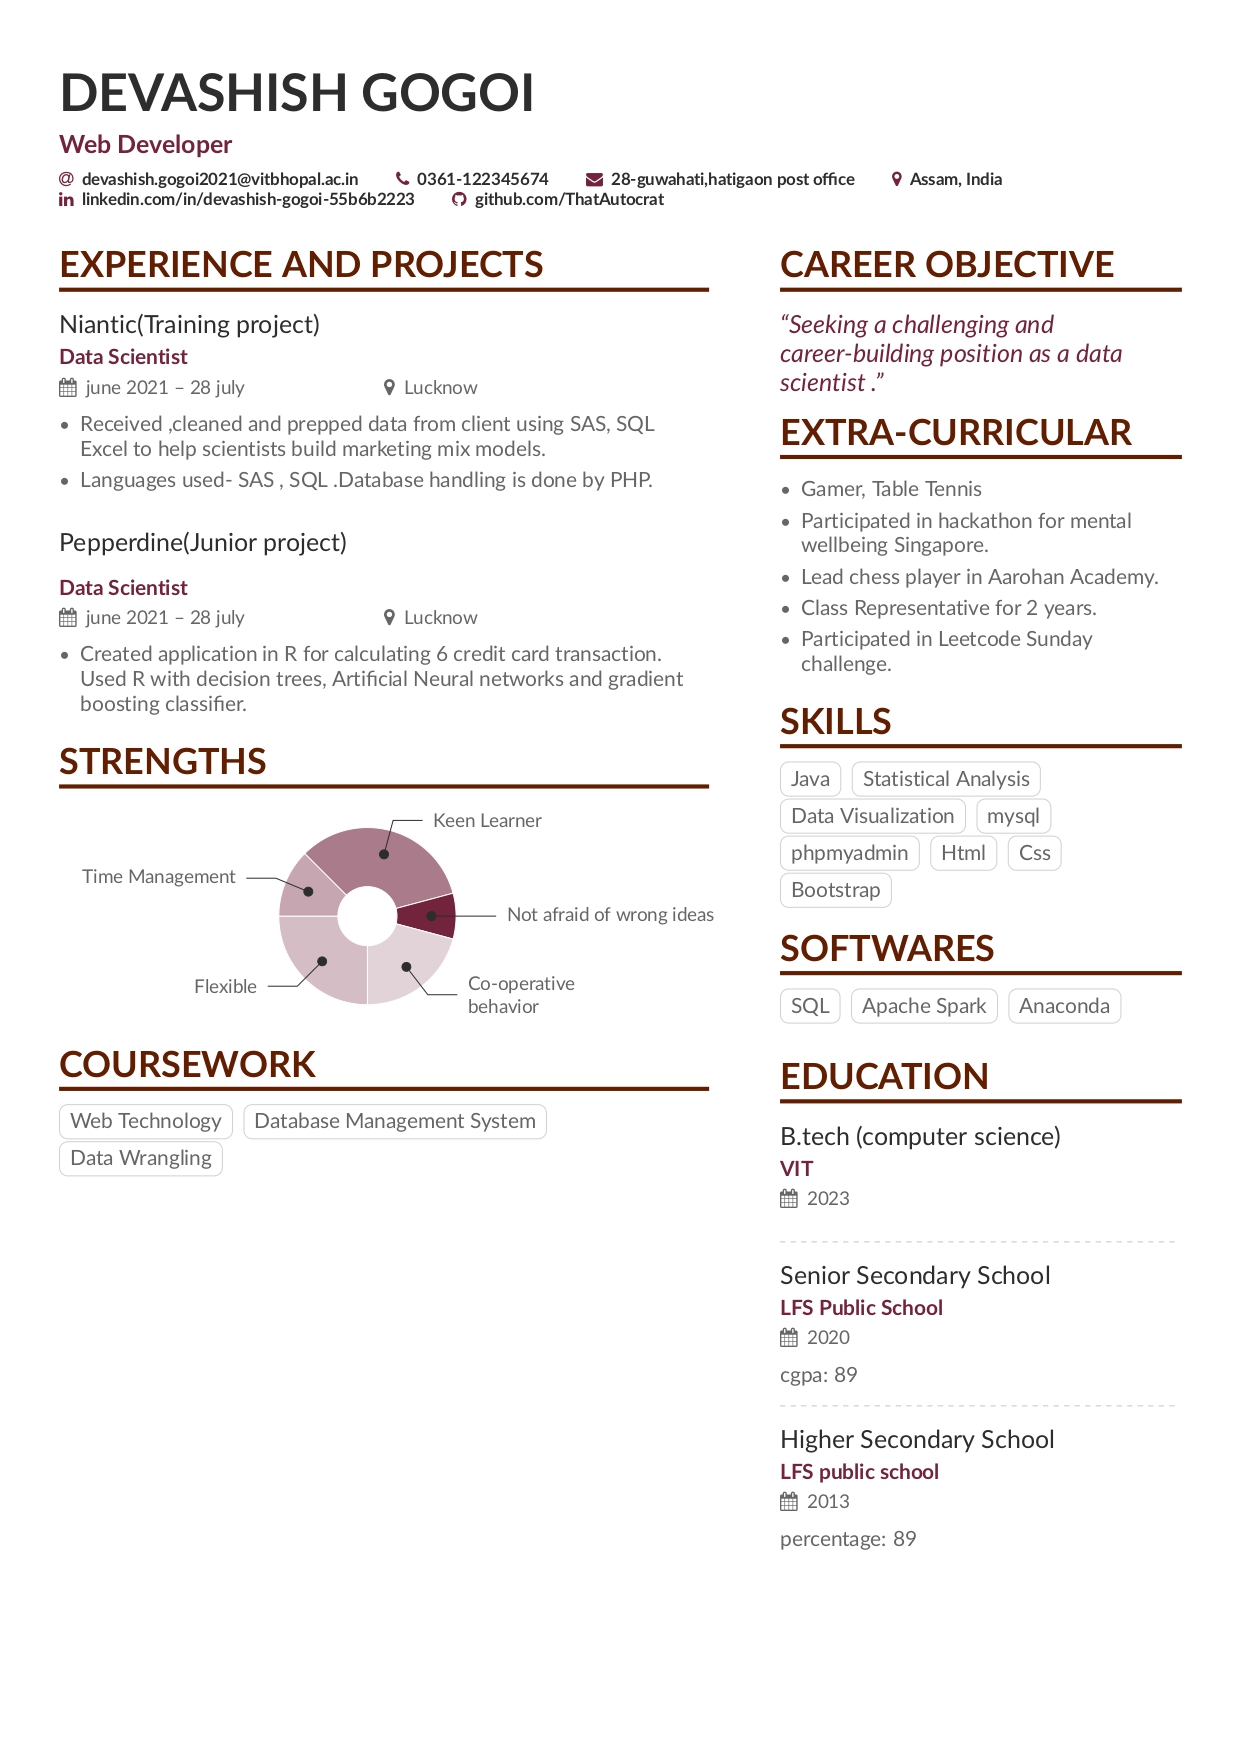 DEVASHISH GOGOI
Web Developer
devashish.gogoi2021@vitbhopal.ac.in 0361-122345674 28-guwahati,hatigaon post office Assam, India
linkedin.com/in/devashish-gogoi-55b6b2223 github.com/ThatAutocrat
EXPERIENCE AND PROJECTS
Niantic(Training project)
Data Scientist
june 2021 – 28 july Lucknow
• Received ,cleaned and prepped data from client using SAS, SQL
Excel to help scientists build marketing mix models.
• Languages used- SAS , SQL .Database handling is done by PHP.
Pepperdine(Junior project)
Data Scientist
june 2021 – 28 july Lucknow
• Created application in R for calculating 6 credit card transaction.
Used R with decision trees, Artificial Neural networks and gradient
boosting classifier.
STRENGTHS
Keen Learner
Time Management
Not afraid of wrong ideas
Flexible
Co-operative
behavior
COURSEWORK
Web Technology Database Management System
Data Wrangling
CAREER OBJECTIVE
“Seeking a challenging and
career-building position as a data
scientist .”
EXTRA-CURRICULAR
• Gamer, Table Tennis
• Participated in hackathon for mental
wellbeing Singapore.
• Lead chess player in Aarohan Academy.
• Class Representative for 2 years.
• Participated in Leetcode Sunday
challenge.
SKILLS
Java Statistical Analysis
Data Visualization mysql
phpmyadmin Html Css
Bootstrap
SOFTWARES
SQL Apache Spark Anaconda
EDUCATION
B.tech (computer science)
VIT
2023
Senior Secondary School
LFS Public School
2020
cgpa: 89
Higher Secondary School
LFS public school
2013
percentage: 89